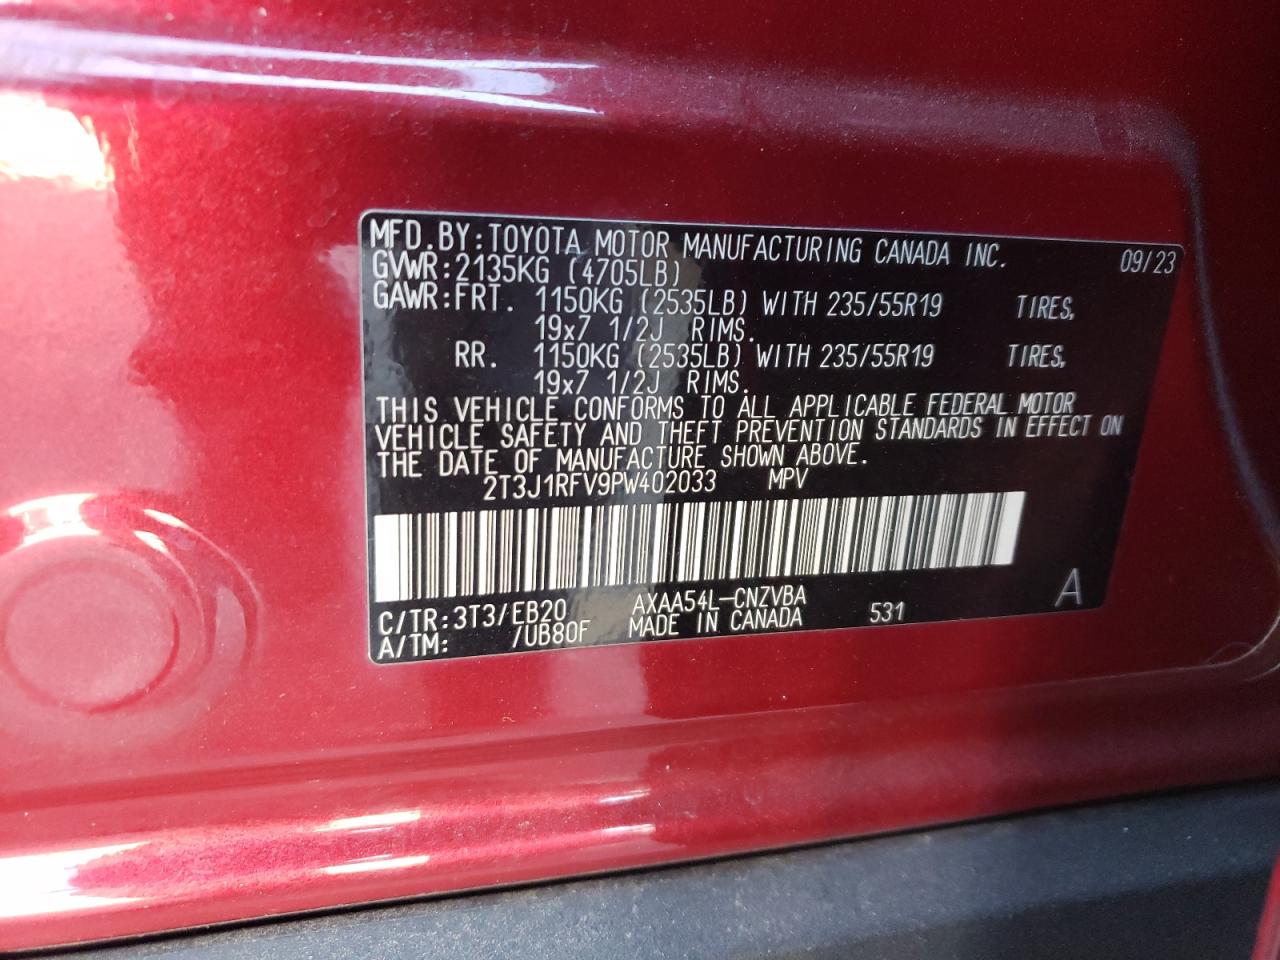 MFD.BY:TOYOTA MOTOR MANUFACTURING CANADA INC. 09/23
GVWR:2135KG (4705LB)
GAWR:FRT. 1150KG (2535LB) WITH 235/55R19 TIRES,
19x7 1/2J RIMS.
RR. 1150KG (2535LB) WITH 235/55R19 TIRES,
19x7 1/2J RIMS.
THIS VEHICLE CONFORMS TO ALL APPLICABLE FEDERAL MOTOR
VEHICLE SAFETY AND THEFT PREVENTION STANDARDS IN EFFECT ON
THE DATE OF MANUFACTURE SHOWN ABOVE.
2T3J1RFV9PW402033 MPV
C/TR:3T3/EB20 AXAA54L-CNZVBA 531 A
A/TM: /UB80F MADE IN CANADA